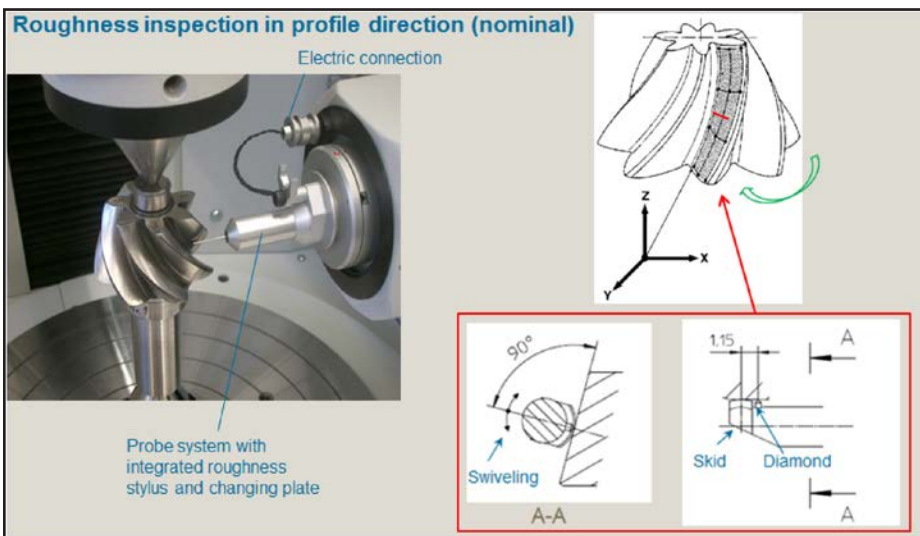 Roughness inspection in profile direction (nominal)
Electric connection
Z
X
Y
Probe system with
integrated roughness
stylus and changing plate
90°
Swiveling
A-A
1,15
A
Skid
Diamond
A